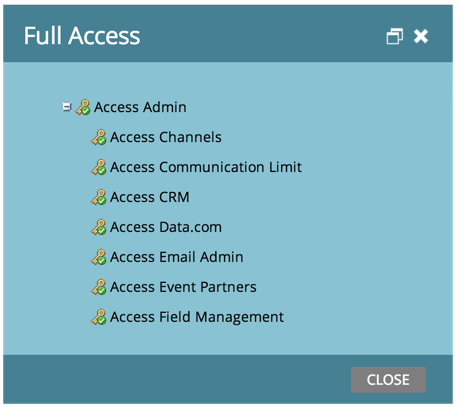 Full Access
Access Admin
Access Channels
Access Communication Limit
Access CRM
Access Data.com
Access Email Admin
Access Event Partners
Access Field Management
CLOSE